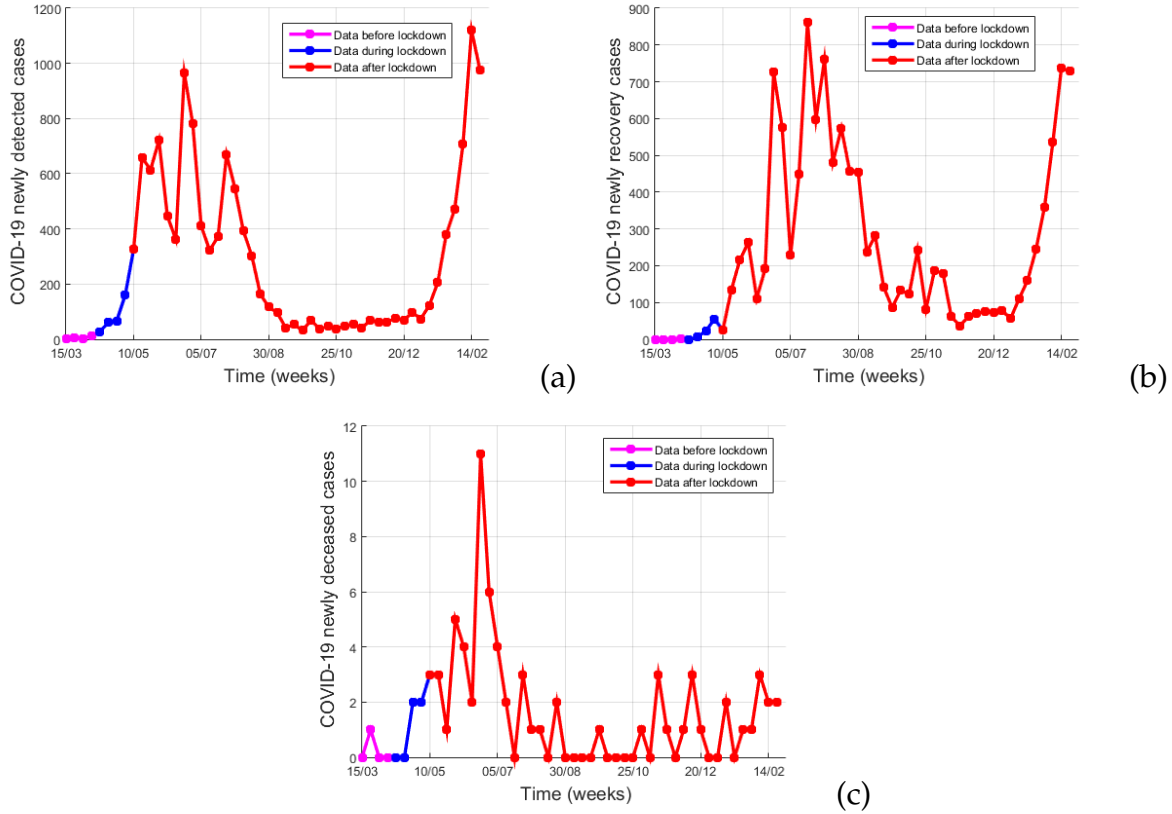 COVID-19 newly detected cases
1200
1000
800
600
400
200
0
Data before lockdown
Data during lockdown
Data after lockdown
15/03 10/05 05/07 30/08 25/10 20/12 14/02
Time (weeks)
(a)
COVID-19 newly recovery cases
900
800
700
600
500
400
300
200
100
0
Data before lockdown
Data during lockdown
Data after lockdown
15/03 10/05 05/07 30/08 25/10 20/12 14/02
Time (weeks)
(b)
COVID-19 newly deceased cases
12
10
8
6
4
2
0
Data before lockdown
Data during lockdown
Data after lockdown
15/03 10/05 05/07 30/08 25/10 20/12 14/02
Time (weeks)
(c)